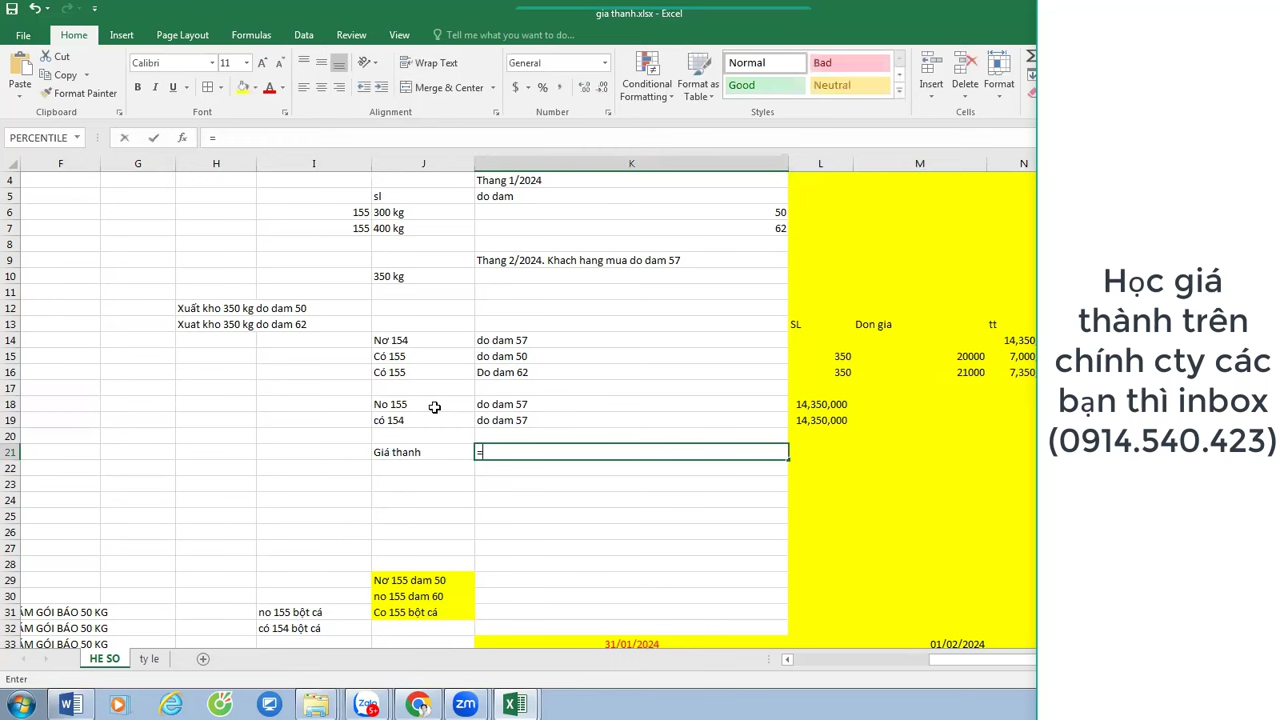 gia thanh.xlsx - Excel
File Home Insert Page Layout Formulas Data Review View Tell me what you want to do...
Paste
Cut
Copy
Format Painter
Clipboard
Calibri 11
B I U
Font
Wrap Text
Merge & Center
Alignment
General
$ % ,
Number
Conditional Formatting
Format as Table
Normal Bad
Good Neutral
Styles
Insert Delete Format
Cells
PERCENTILE fx =
F G H I J K L M N
4 Thang 1/2024
5 sl do dam
6 155 300 kg 50
7 155 400 kg 62
8
9 Thang 2/2024. Khach hang mua do dam 57
10 350 kg
11
12 Xuất kho 350 kg do dam 50
13 Xuat kho 350 kg do dam 62 SL Don gia tt
14 Nơ 154 do dam 57 14,350
15 Có 155 do dam 50 350 20000 7,000
16 Có 155 Do dam 62 350 21000 7,350
17
18 No 155 do dam 57 14,350,000
19 có 154 do dam 57 14,350,000
20
21 Giá thanh =
22
23
24
25
26
27
28
29 Nơ 155 dam 50
30 no 155 dam 60
31 ẦM GÓI BÁO 50 KG no 155 bột cá Co 155 bột cá
32 ẦM GÓI BÁO 50 KG có 154 bột cá
33 ẦM GÓI BÁO 50 KG 31/01/2024 01/02/2024
HE SO ty le
Enter
Học giá
thành trên
chính cty các
bạn thì inbox
(0914.540.423)